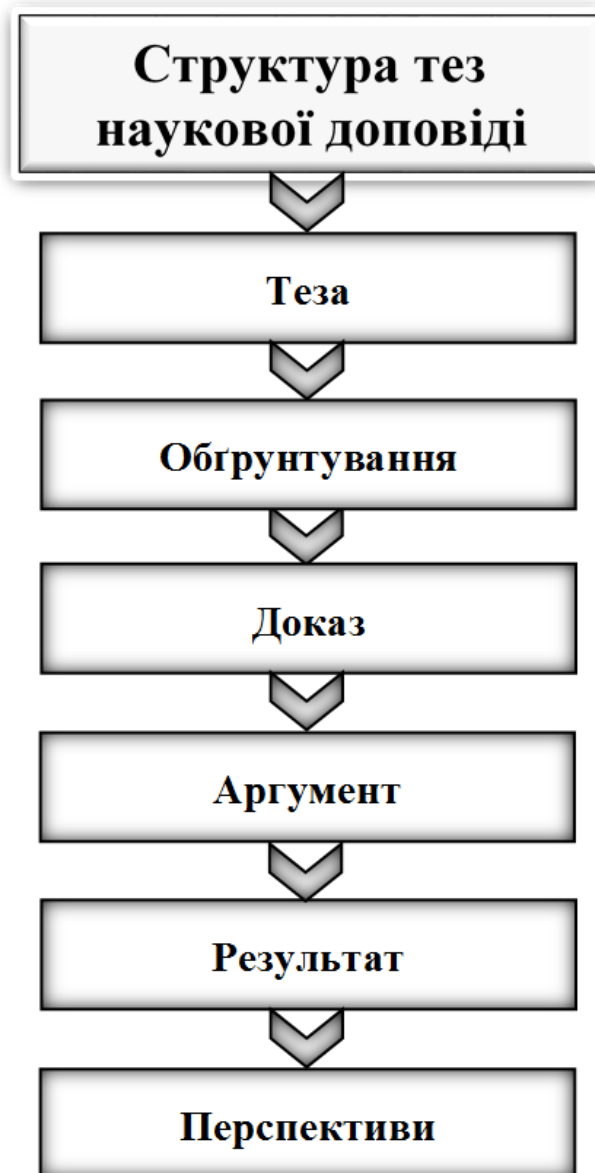 Структура тез
наукової доповіді
Теза
Обґрунтування
Доказ
Аргумент
Результат
Перспективи